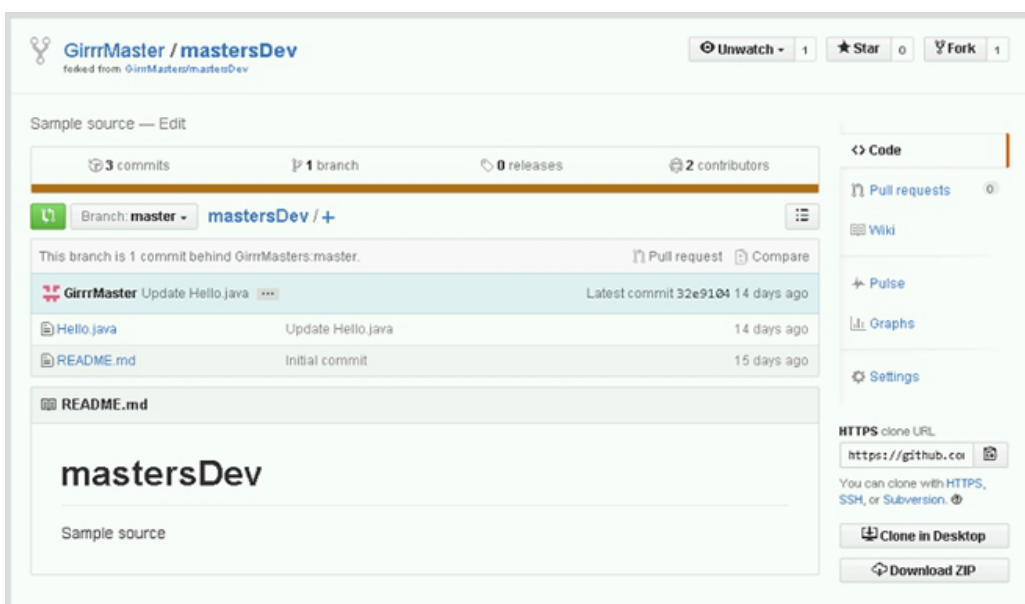 GirrrMaster / mastersDev
forked from GirrrMasters/mastersDev
Unwatch 1 Star 0 Fork 1
Sample source — Edit
3 commits 1 branch 0 releases 2 contributors
Branch: master mastersDev / +
This branch is 1 commit behind GirrrMasters:master. Pull request Compare
GirrrMaster Update Hello.java ... Latest commit 32e9104 14 days ago
Hello.java Update Hello.java 14 days ago
README.md Initial commit 15 days ago
README.md
mastersDev
Sample source
<> Code
Pull requests 0
Wiki
Pulse
Graphs
Settings
HTTPS clone URL
https://github.co
You can clone with HTTPS,
SSH, or Subversion.
Clone in Desktop
Download ZIP